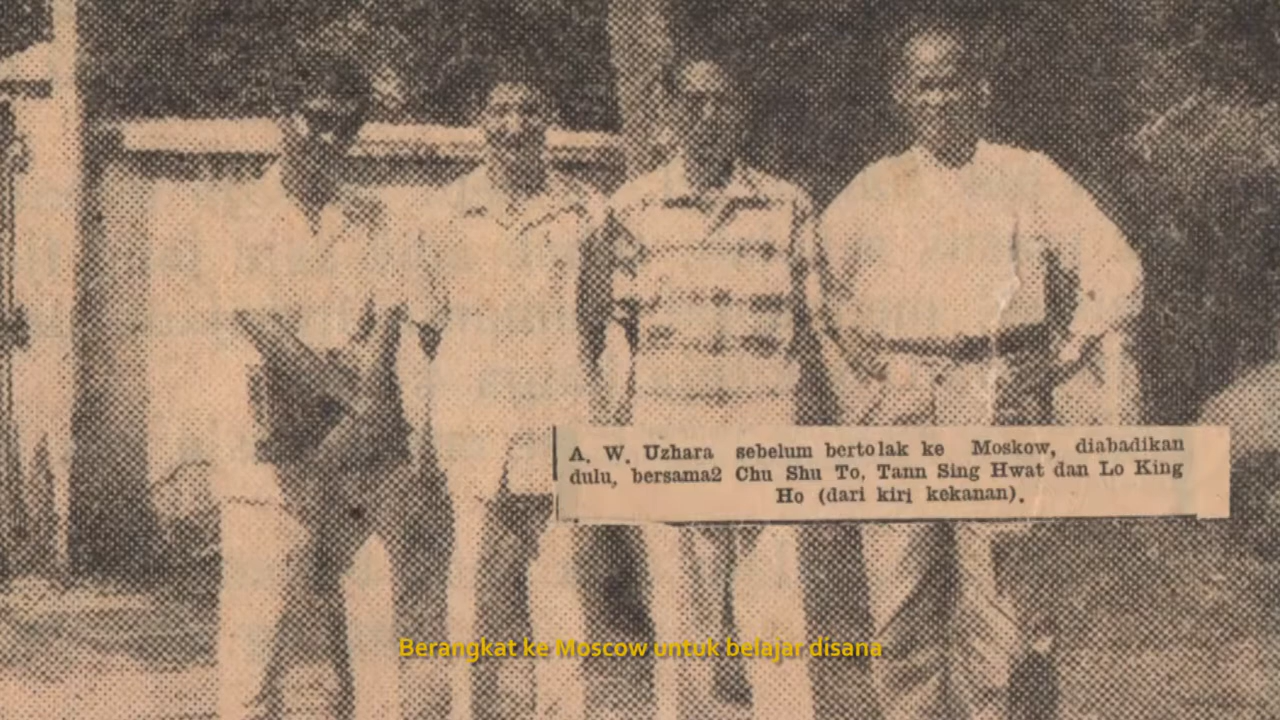 A. W. Uzhara sebelum bertolak ke Moskow, diabadikan
dulu, bersama2 Chu Shu To, Tann Sing Hwat dan Lo King
Ho (dari kiri kekanan).
Berangkat ke Moscow untuk belajar disana